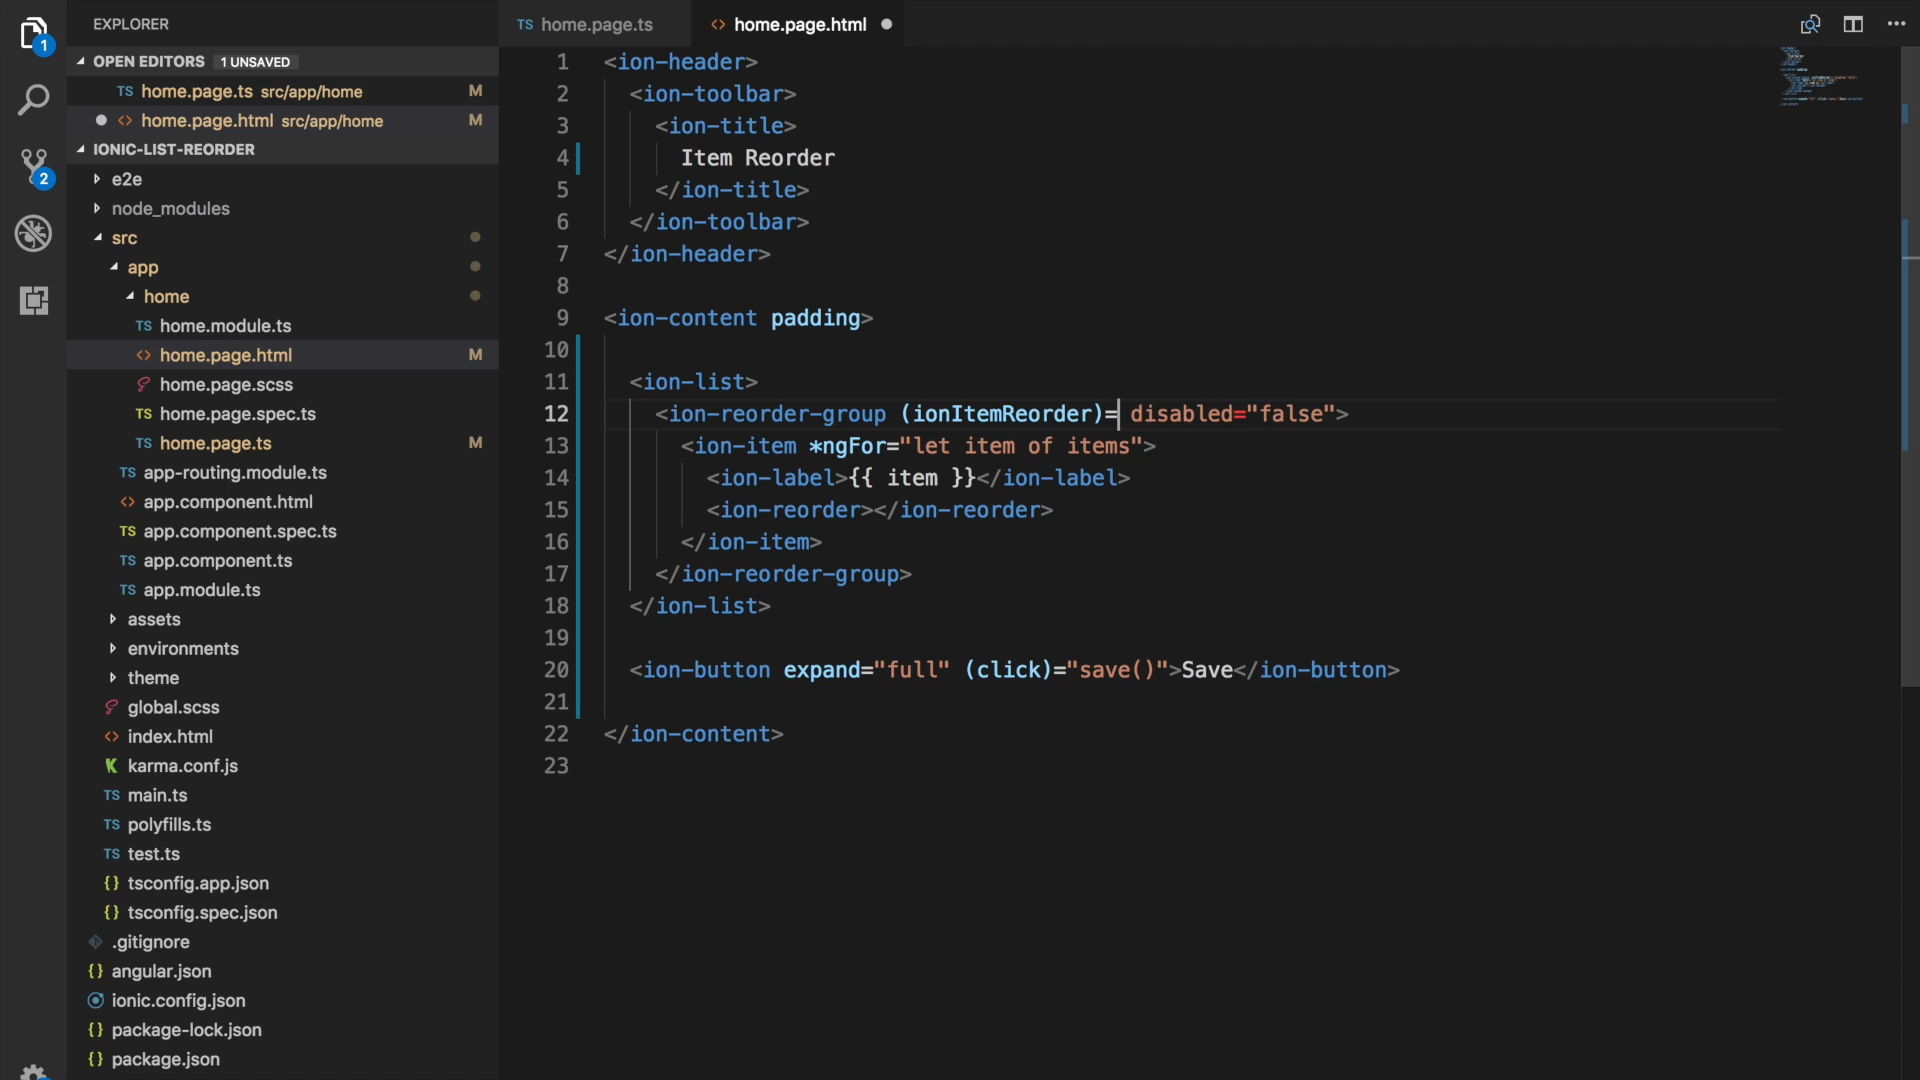 EXPLORER
OPEN EDITORS 1 UNSAVED
TS home.page.ts src/app/home M
<> home.page.html src/app/home M
IONIC-LIST-REORDER
e2e
node_modules
src
app
home
TS home.module.ts
<> home.page.html M
home.page.scss
TS home.page.spec.ts
TS home.page.ts M
TS app-routing.module.ts
<> app.component.html
TS app.component.spec.ts
TS app.component.ts
TS app.module.ts
assets
environments
theme
global.scss
<> index.html
K karma.conf.js
TS main.ts
TS polyfills.ts
TS test.ts
{} tsconfig.app.json
{} tsconfig.spec.json
.gitignore
{} angular.json
ionic.config.json
{} package-lock.json
{} package.json
1
2
TS home.page.ts
<> home.page.html
1 <ion-header>
2 <ion-toolbar>
3 <ion-title>
4 Item Reorder
5 </ion-title>
6 </ion-toolbar>
7 </ion-header>
8
9 <ion-content padding>
10
11 <ion-list>
12 <ion-reorder-group (ionItemReorder)= disabled="false">
13 <ion-item *ngFor="let item of items">
14 <ion-label>{{ item }}</ion-label>
15 <ion-reorder></ion-reorder>
16 </ion-item>
17 </ion-reorder-group>
18 </ion-list>
19
20 <ion-button expand="full" (click)="save()">Save</ion-button>
21
22 </ion-content>
23